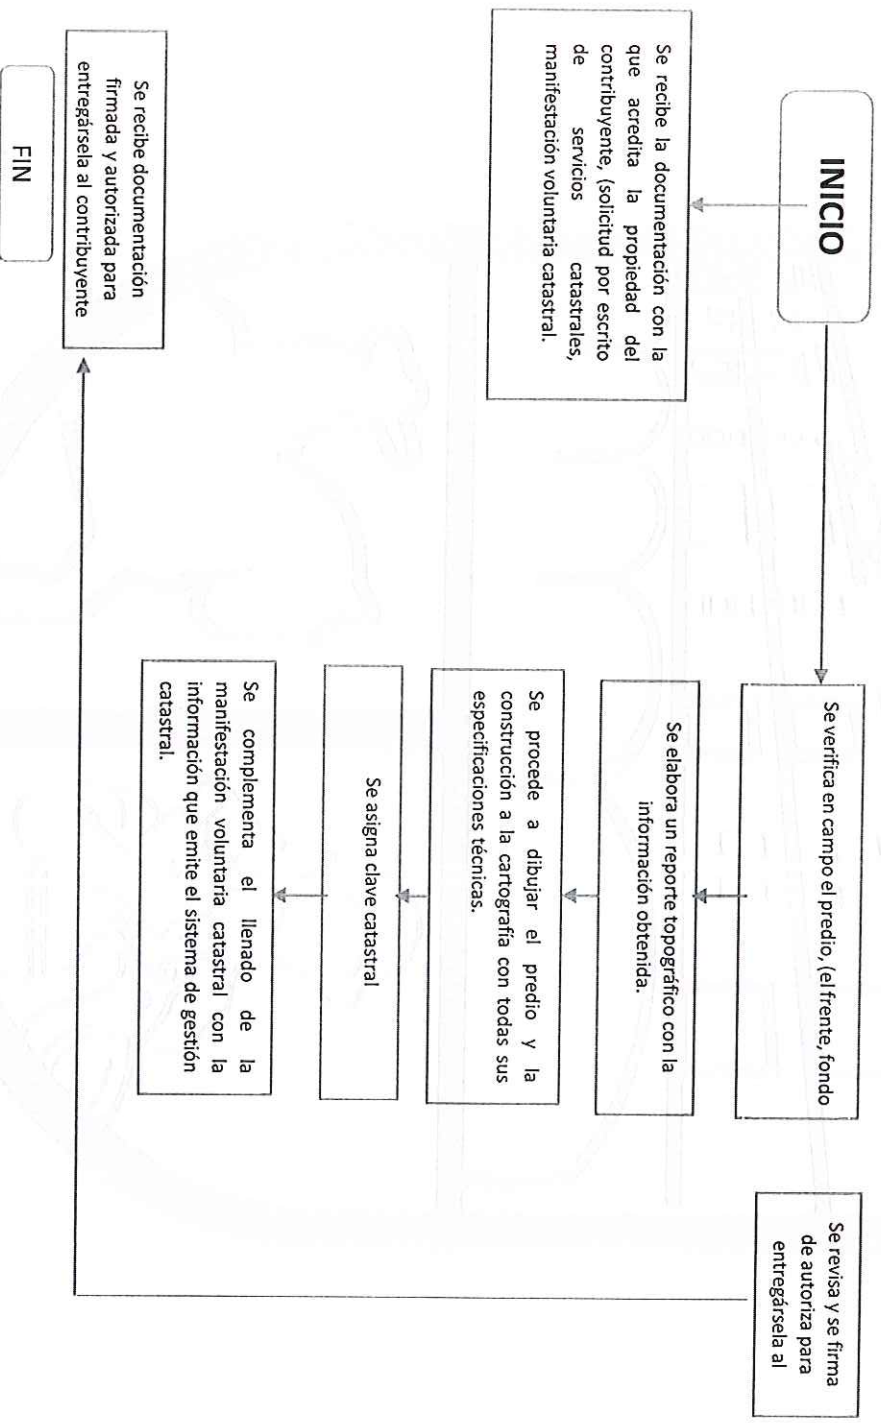 INICIO
Se recibe la documentación con la
que acredita la propiedad del
contribuyente, (solicitud por escrito
de servicios catastrales,
manifestación voluntaria catastral.
Se verifica en campo el predio, (el frente, fondo
Se elabora un reporte topográfico con la
información obtenida.
Se procede a dibujar el predio y la
construcción a la cartografía con todas sus
especificaciones técnicas.
Se asigna clave catastral
Se complementa el llenado de la
manifestación voluntaria catastral con la
información que emite el sistema de gestión
catastral.
Se revisa y se firma
de autoriza para
entregársela al
Se recibe documentación
firmada y autorizada para
entregársela al contribuyente
FIN